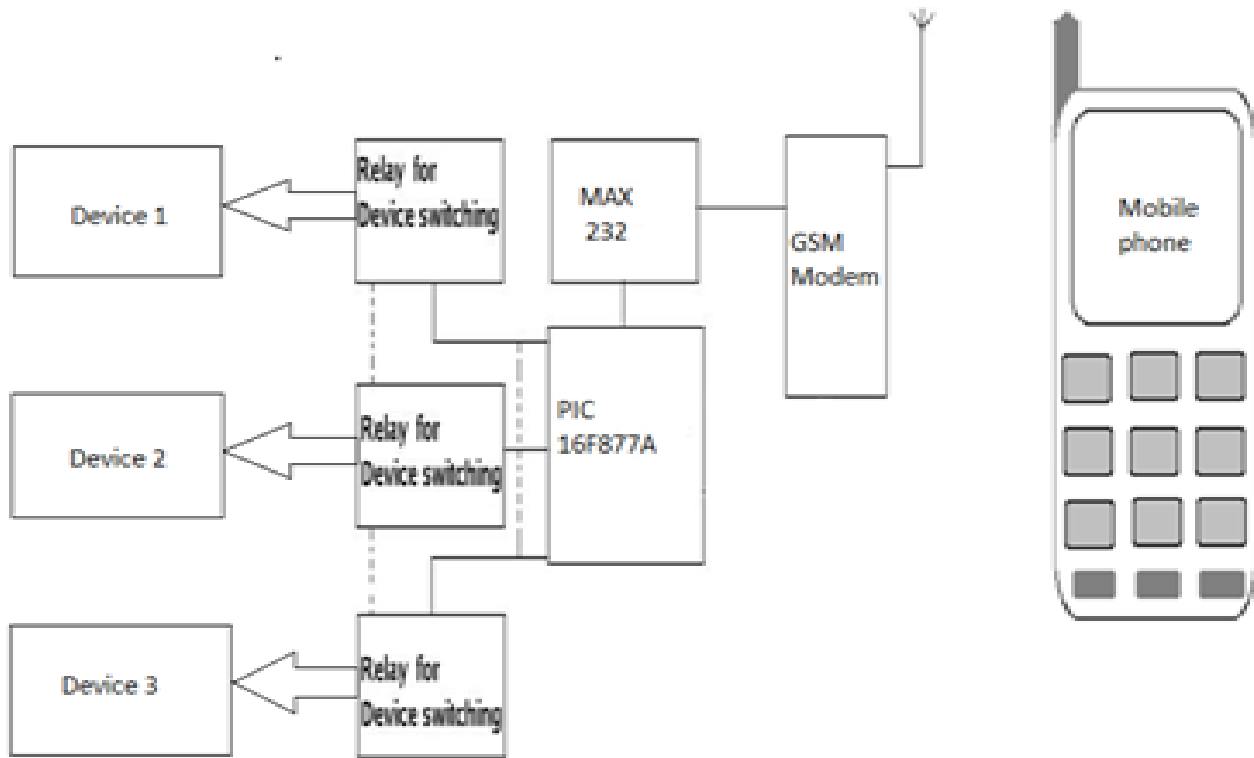 Device 1
Relay for
Device switching
MAX
232
GSM
Modem
Mobile
phone
Device 2
Relay for
Device switching
PIC
16F877A
Device 3
Relay for
Device switching